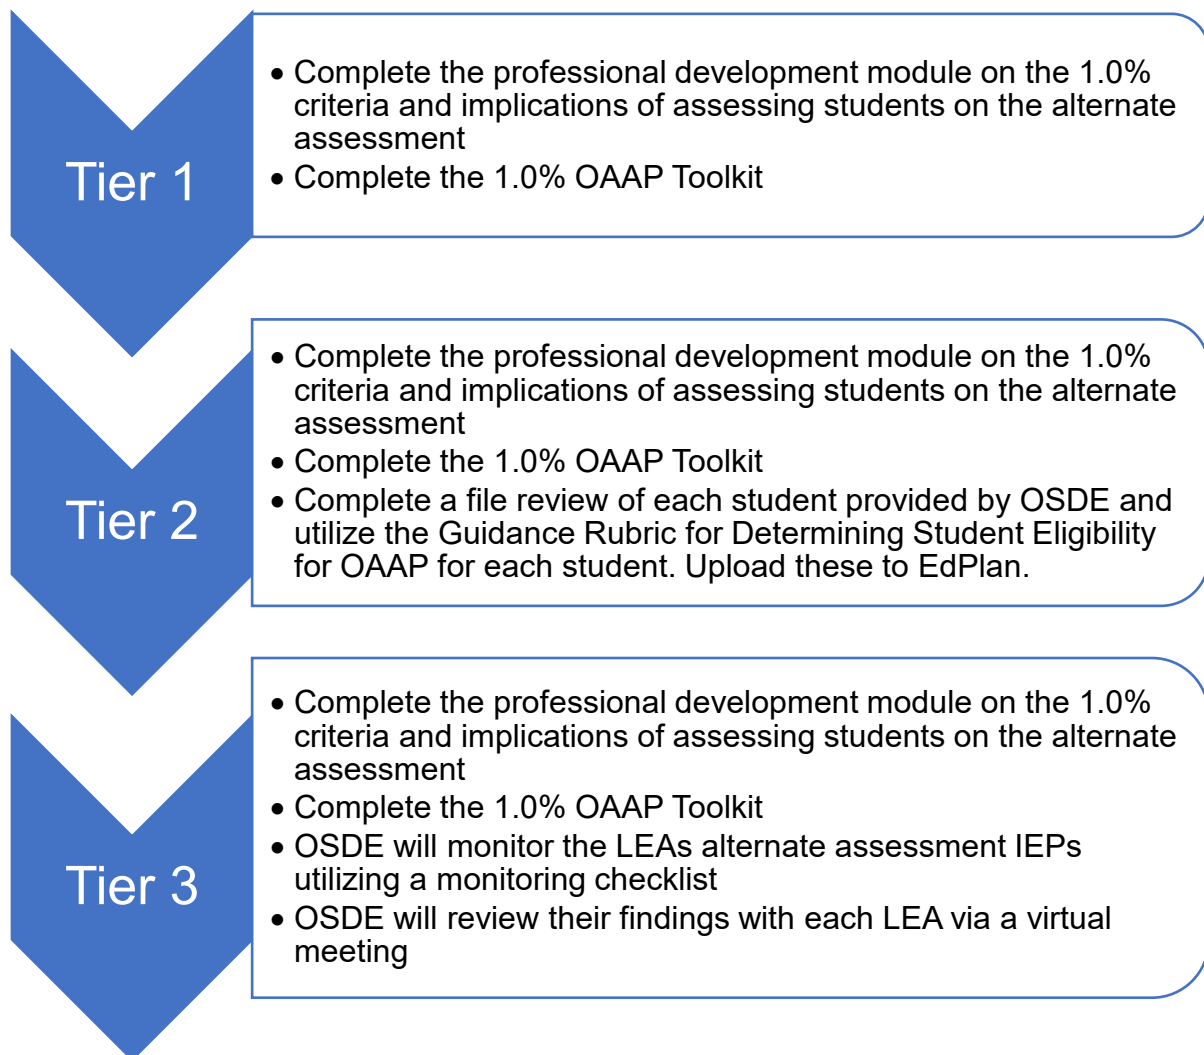 Tier 1
• Complete the professional development module on the 1.0%
criteria and implications of assessing students on the alternate
assessment
• Complete the 1.0% OAAP Toolkit
Tier 2
• Complete the professional development module on the 1.0%
criteria and implications of assessing students on the alternate
assessment
• Complete the 1.0% OAAP Toolkit
• Complete a file review of each student provided by OSDE and
utilize the Guidance Rubric for Determining Student Eligibility
for OAAP for each student. Upload these to EdPlan.
Tier 3
• Complete the professional development module on the 1.0%
criteria and implications of assessing students on the alternate
assessment
• Complete the 1.0% OAAP Toolkit
• OSDE will monitor the LEAs alternate assessment IEPs
utilizing a monitoring checklist
• OSDE will review their findings with each LEA via a virtual
meeting